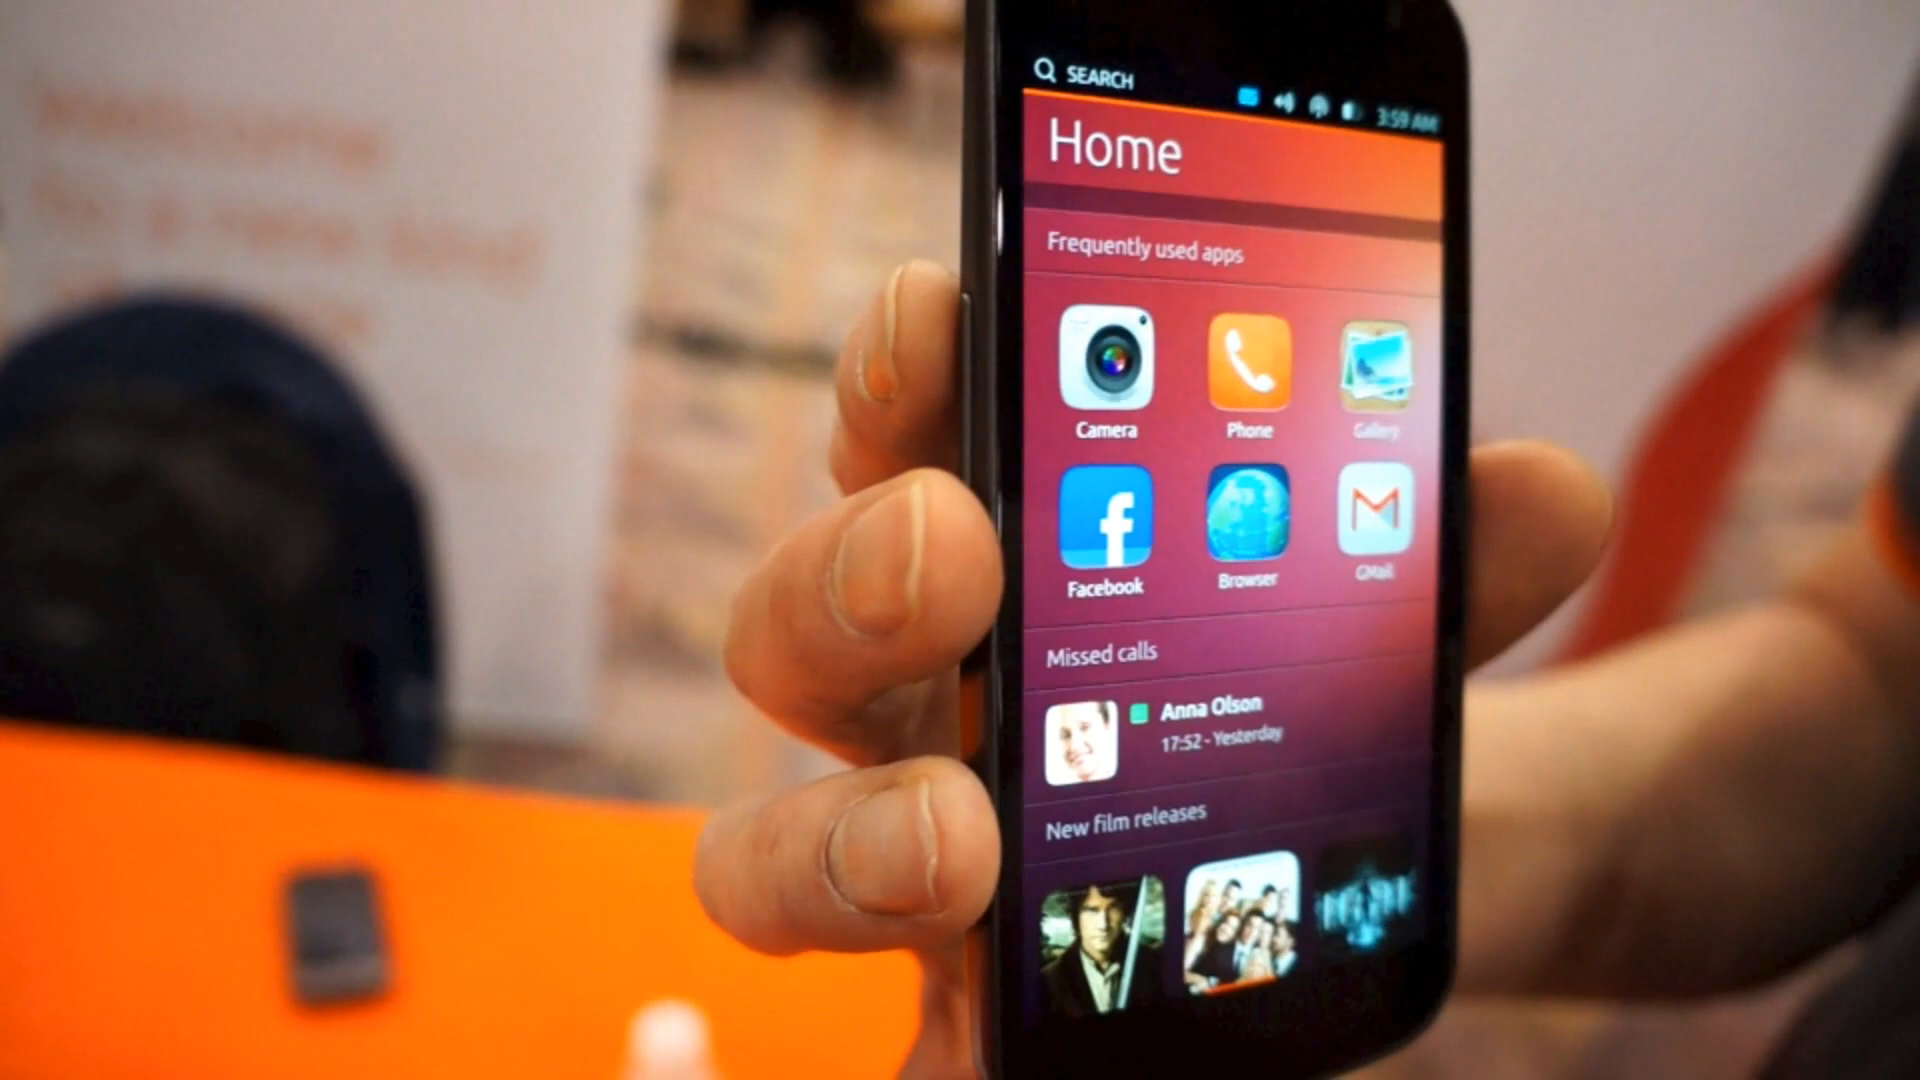 SEARCH
3:59 AM
Home
Frequently used apps
Camera
Phone
Gallery
Facebook
Browser
GMail
Missed calls
Anna Olson
17:52 - Yesterday
New film releases